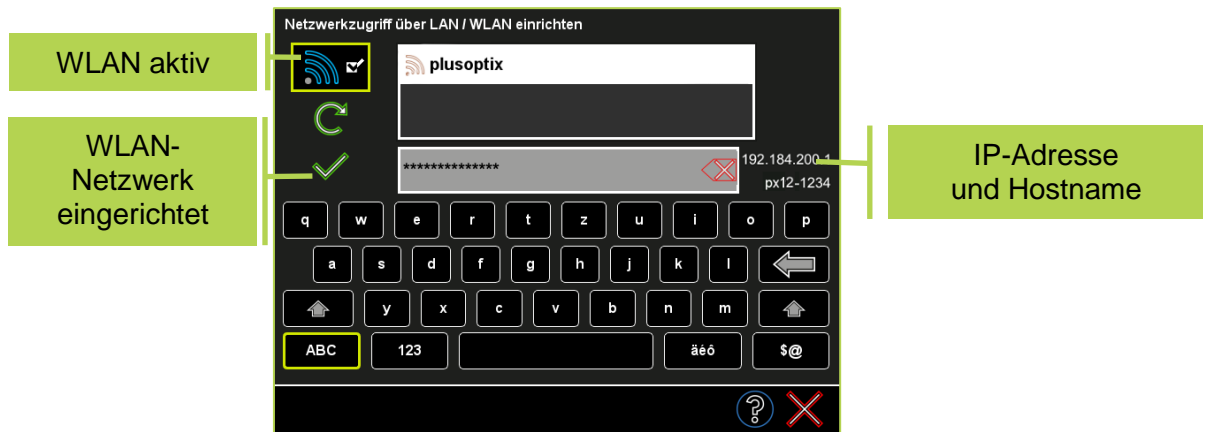 Netzwerkzugriff über LAN / WLAN einrichten
WLAN aktiv
plusoptix
WLAN-
Netzwerk
eingerichtet
**************
192.184.200.1
px12-1234
IP-Adresse
und Hostname
q w e r t z u i o p
a s d f g h j k l
y x c v b n m
ABC 123 äéô $@
?